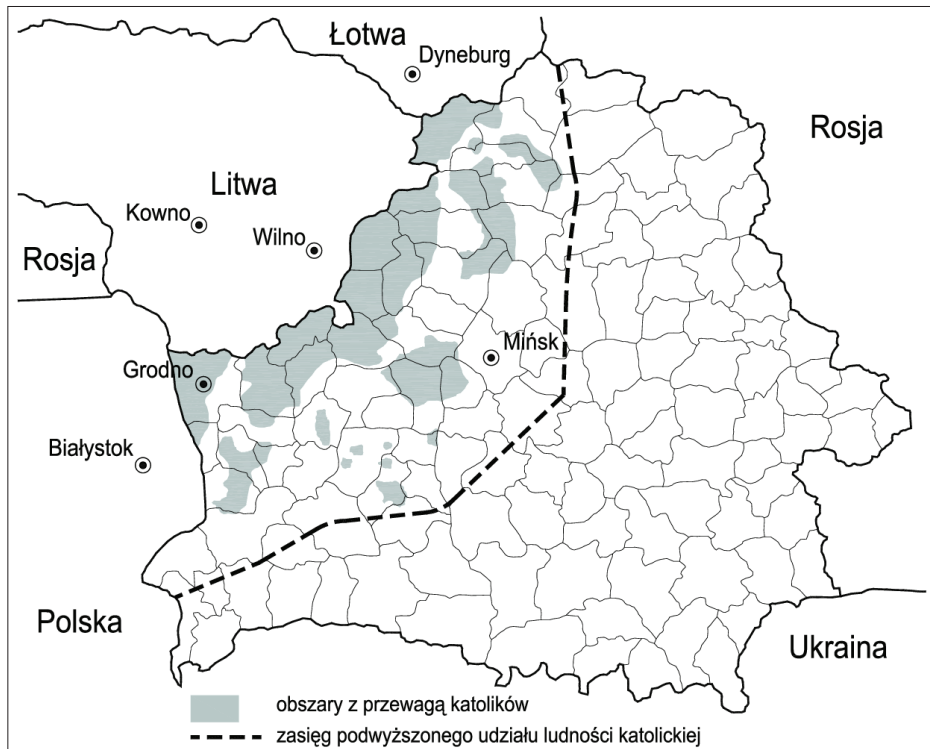 Łotwa
Dyneburg
Rosja
Litwa
Kowno
Wilno
Rosja
Mińsk
Grodno
Białystok
Polska
Ukraina
obszary z przewagą katolików
zasięg podwyższonego udziału ludności katolickiej